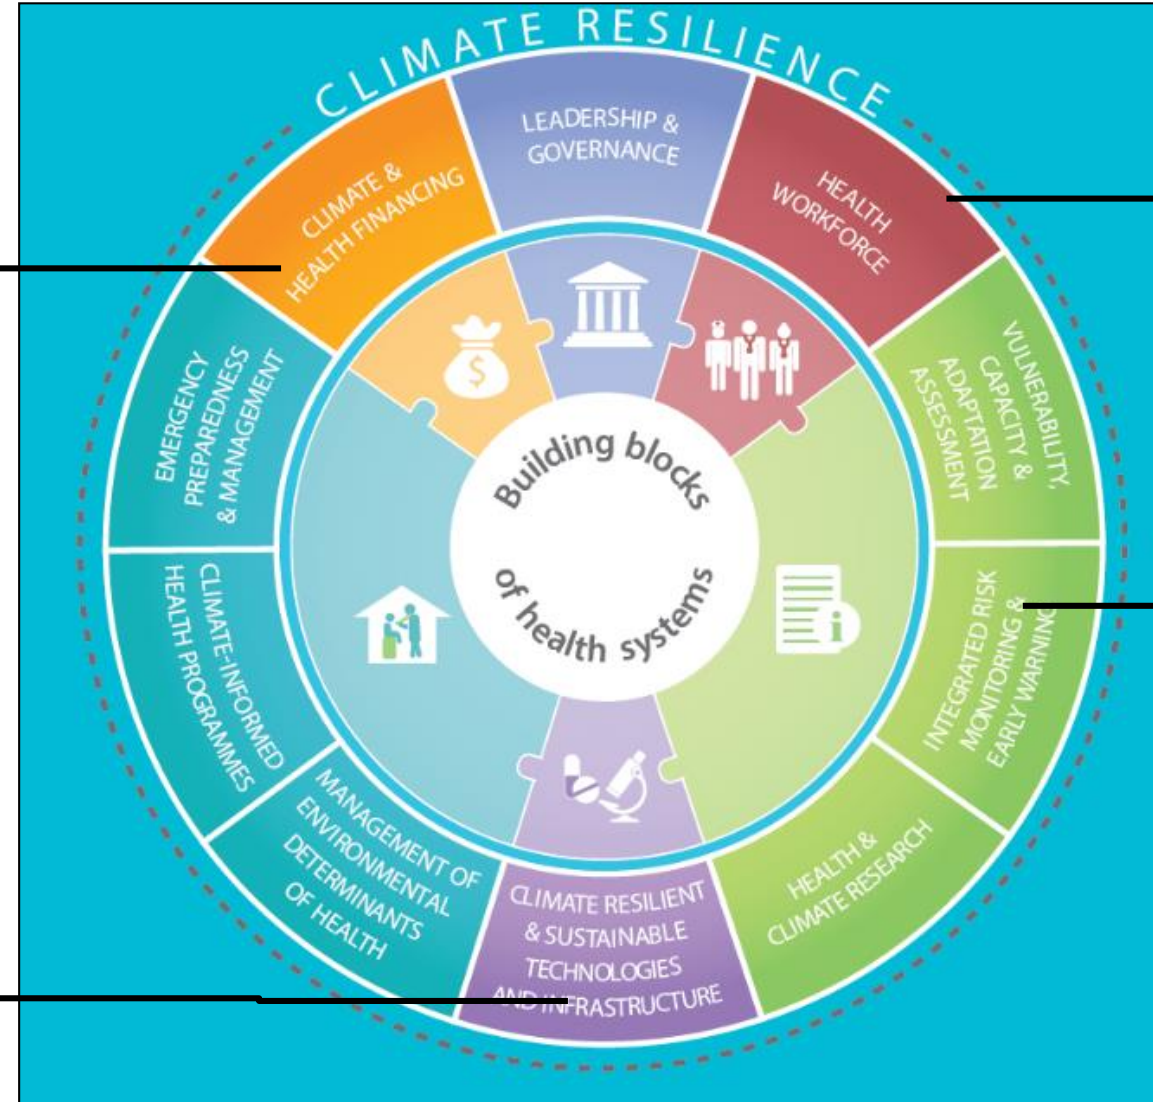 CLIMATE RESILIENCE
LEADERSHIP &
GOVERNANCE
HEALTH
WORKFORCE
VULNERABILITY,
CAPACITY &
ADAPTATION
ASSESSMENT
INTEGRATED RISK
MONITORING &
EARLY WARNING
HEALTH &
CLIMATE RESEARCH
CLIMATE RESILIENT
& SUSTAINABLE
TECHNOLOGIES
AND INFRASTRUCTURE
MANAGEMENT OF
ENVIRONMENTAL
DETERMINANTS
OF HEALTH
CLIMATE-INFORMED
HEALTH PROGRAMMES
EMERGENCY
PREPAREDNESS
& MANAGEMENT
CLIMATE &
HEALTH FINANCING
$
i
Building blocks
of health systems